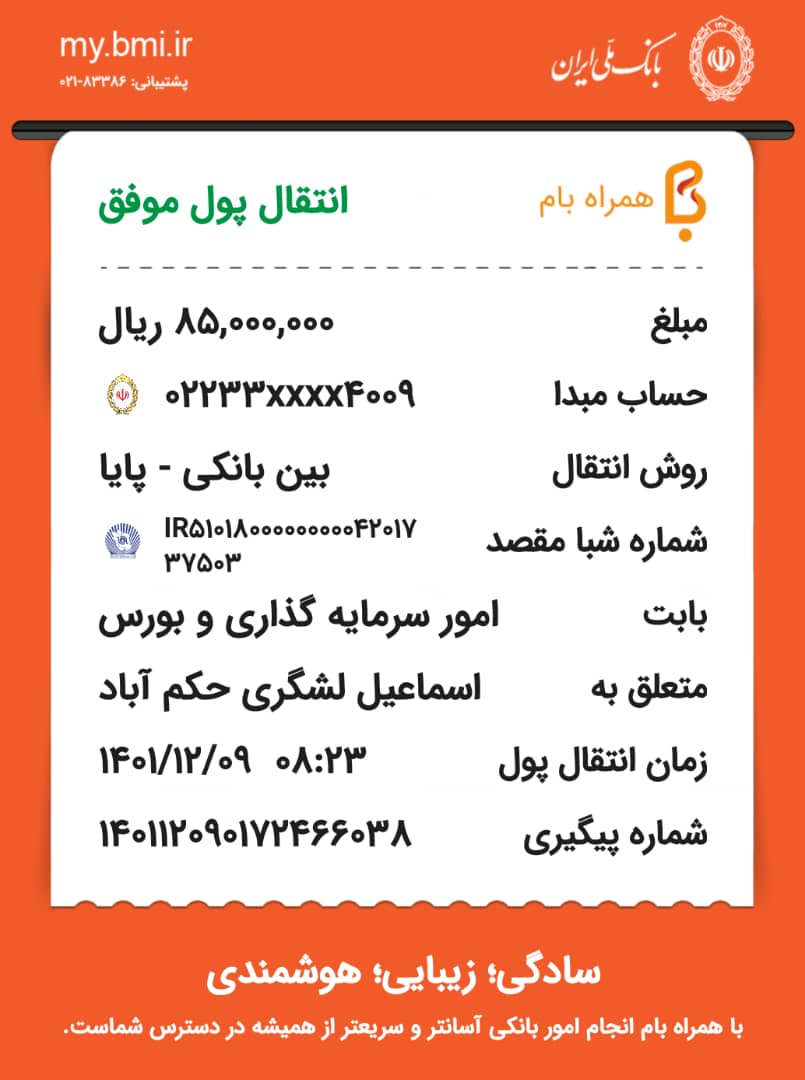 my.bmi.ir
پشتیبانی: ۸۳۳۸۶-۰۲۱
بانک ملی ایران
همراه بام
انتقال پول موفق
مبلغ ۸۵,۰۰۰,۰۰۰ ریال
حساب مبدا ۰۲۲۳۳xxxx۴۰۰۹
روش انتقال بین بانکی - پایا
شماره شبا مقصد IR۵۱۰۱۸۰۰۰۰۰۰۰۰۰۰۴۲۰۱۷
۳۷۵۰۳
بابت امور سرمایه گذاری و بورس
متعلق به اسماعیل لشگری حکم آباد
زمان انتقال پول ۰۸:۲۳ ۱۴۰۱/۱۲/۰۹
شماره پیگیری ۱۴۰۱۱۲۰۹۰۱۷۲۴۶۶۰۳۸
سادگی؛ زیبایی؛ هوشمندی
با همراه بام انجام امور بانکی آسانتر و سریعتر از همیشه در دسترس شماست.